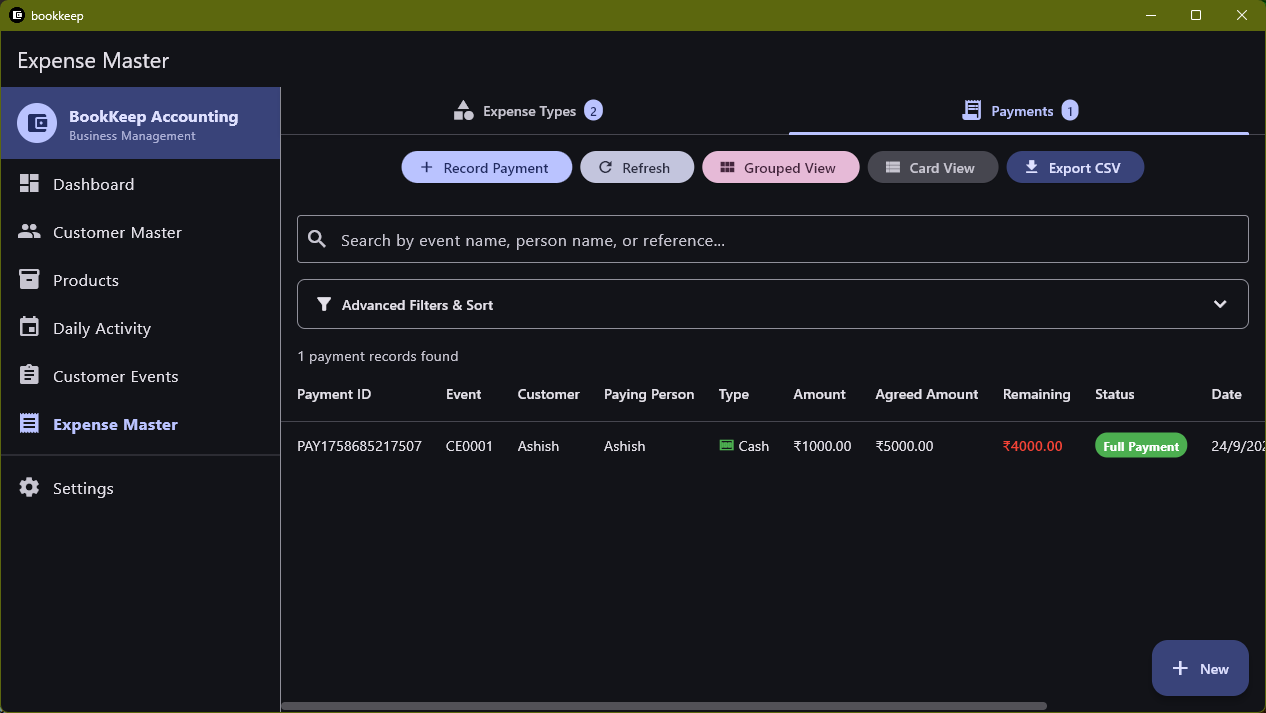 bookkeep
Expense Master
BookKeep Accounting
Business Management
Dashboard
Customer Master
Products
Daily Activity
Customer Events
Expense Master
Settings
Expense Types 2
Payments 1
Record Payment
Refresh
Grouped View
Card View
Export CSV
Search by event name, person name, or reference...
Advanced Filters & Sort
1 payment records found
Payment ID Event Customer Paying Person Type Amount Agreed Amount Remaining Status Date
PAY1758685217507 CE0001 Ashish Ashish Cash ₹1000.00 ₹5000.00 ₹4000.00 Full Payment 24/9/202
New